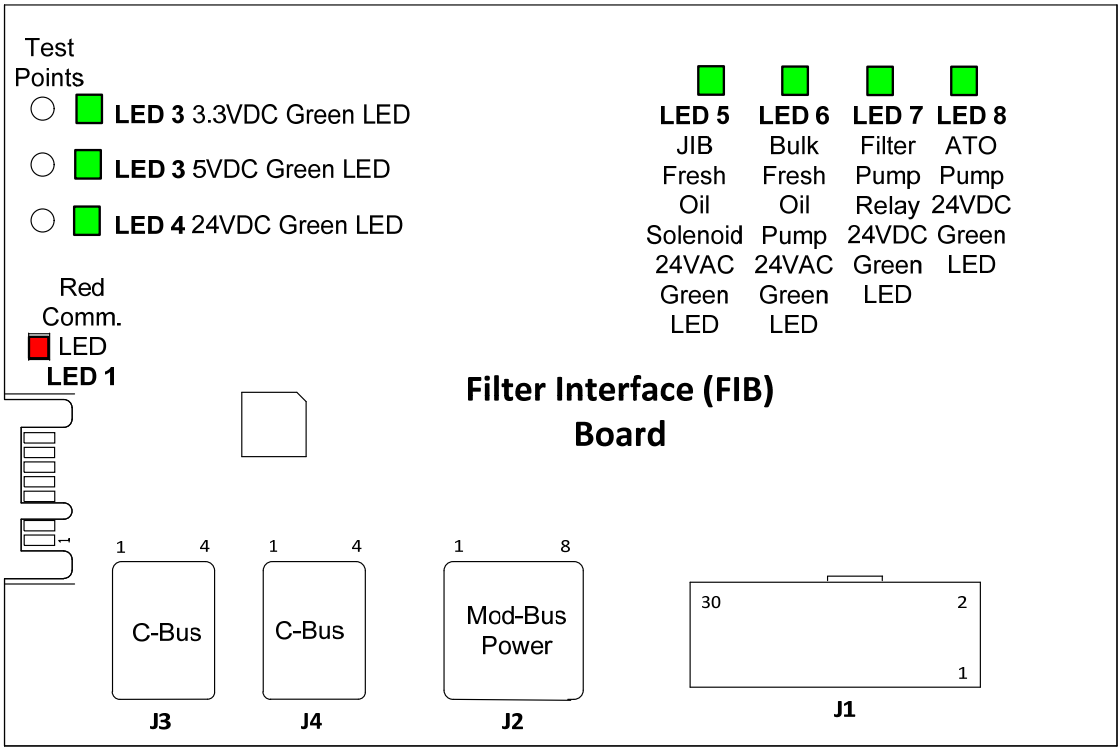 Test
Points
LED 3 3.3VDC Green LED
LED 3 5VDC Green LED
LED 4 24VDC Green LED
Red
Comm.
LED
LED 1
LED 5
JIB
Fresh
Oil
Solenoid
24VAC
Green
LED
LED 6
Bulk
Fresh
Oil
Pump
24VAC
Green
LED
LED 7
Filter
Pump
Relay
24VDC
Green
LED
LED 8
ATO
Pump
24VDC
Green
LED
Filter Interface (FIB)
Board
1
1 4
C-Bus
J3
1 4
C-Bus
J4
1 8
Mod-Bus
Power
J2
30 2
1
J1